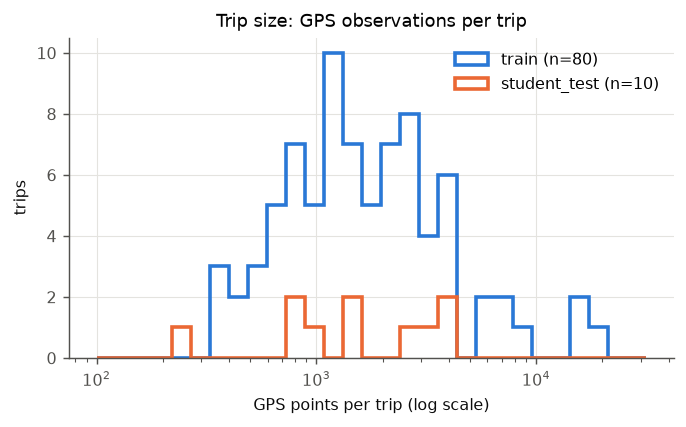 Trip size: GPS observations per trip
train (n=80)
student_test (n=10)
trips
10
8
6
4
2
0
10²
10³
10⁴
GPS points per trip (log scale)